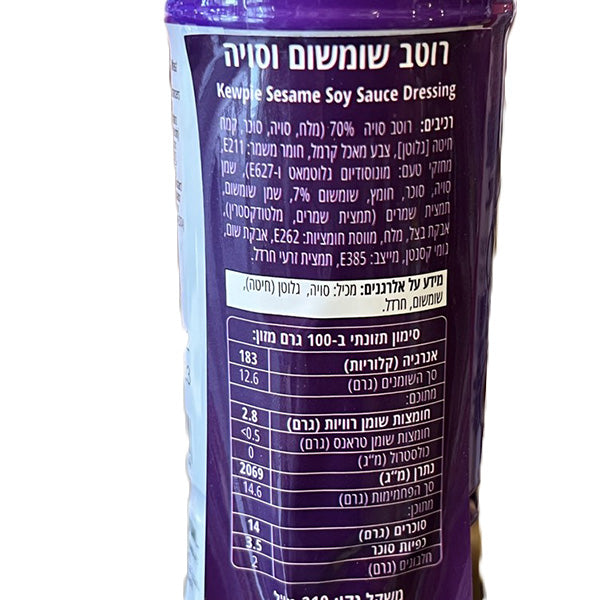 רוטב שומשום וסויה
Kewpie Sesame Soy Sauce Dressing
רכיבים: רוטב סויה 70% (מלח, סויה, סוכר, קמח
חיטה [גלוטן], צבע מאכל קרמל, חומר משמר: E211,
מחזקי טעם: מונוסודיום גלוטמאט ו-E627), שמן
סויה, סוכר, חומץ, שומשום 7%, שמן שומשום,
תמצית שמרים (תמצית שמרים, מלטודקסטרין),
אבקת בצל, מלח, מווסת חומציות: E262, אבקת שום,
גומי קסנטן, מייצב: E385, תמצית זרעי חרדל.
מידע על אלרגנים: מכיל: סויה, גלוטן (חיטה),
שומשום, חרדל.
סימון תזונתי ב-100 גרם מזון:
אנרגיה (קלוריות) 183
סך השומנים (גרם) 12.6
מתוכם:
חומצות שומן רוויות (גרם) 2.8
חומצות שומן טראנס (גרם) <0.5
כולסטרול (מ"ג) 0
נתרן (מ"ג) 2069
סך הפחמימות (גרם) 14.6
מתוכן:
סוכרים (גרם) 14
כפיות סוכר 3.5
חלבונים (גרם) 2
משקל נקי: 210